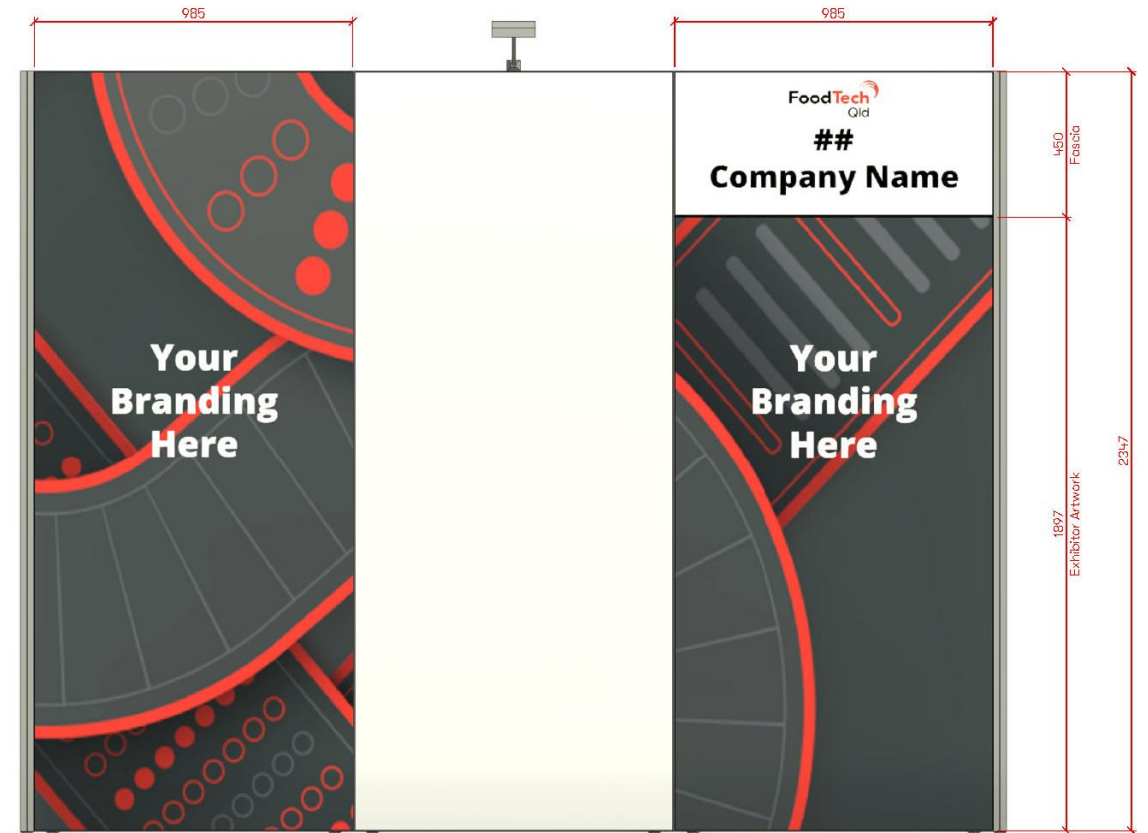 985
985
FoodTech
Qld
##
Company Name
450
Fascia
Your
Branding
Here
Your
Branding
Here
1897
Exhibitor Artwork
2347